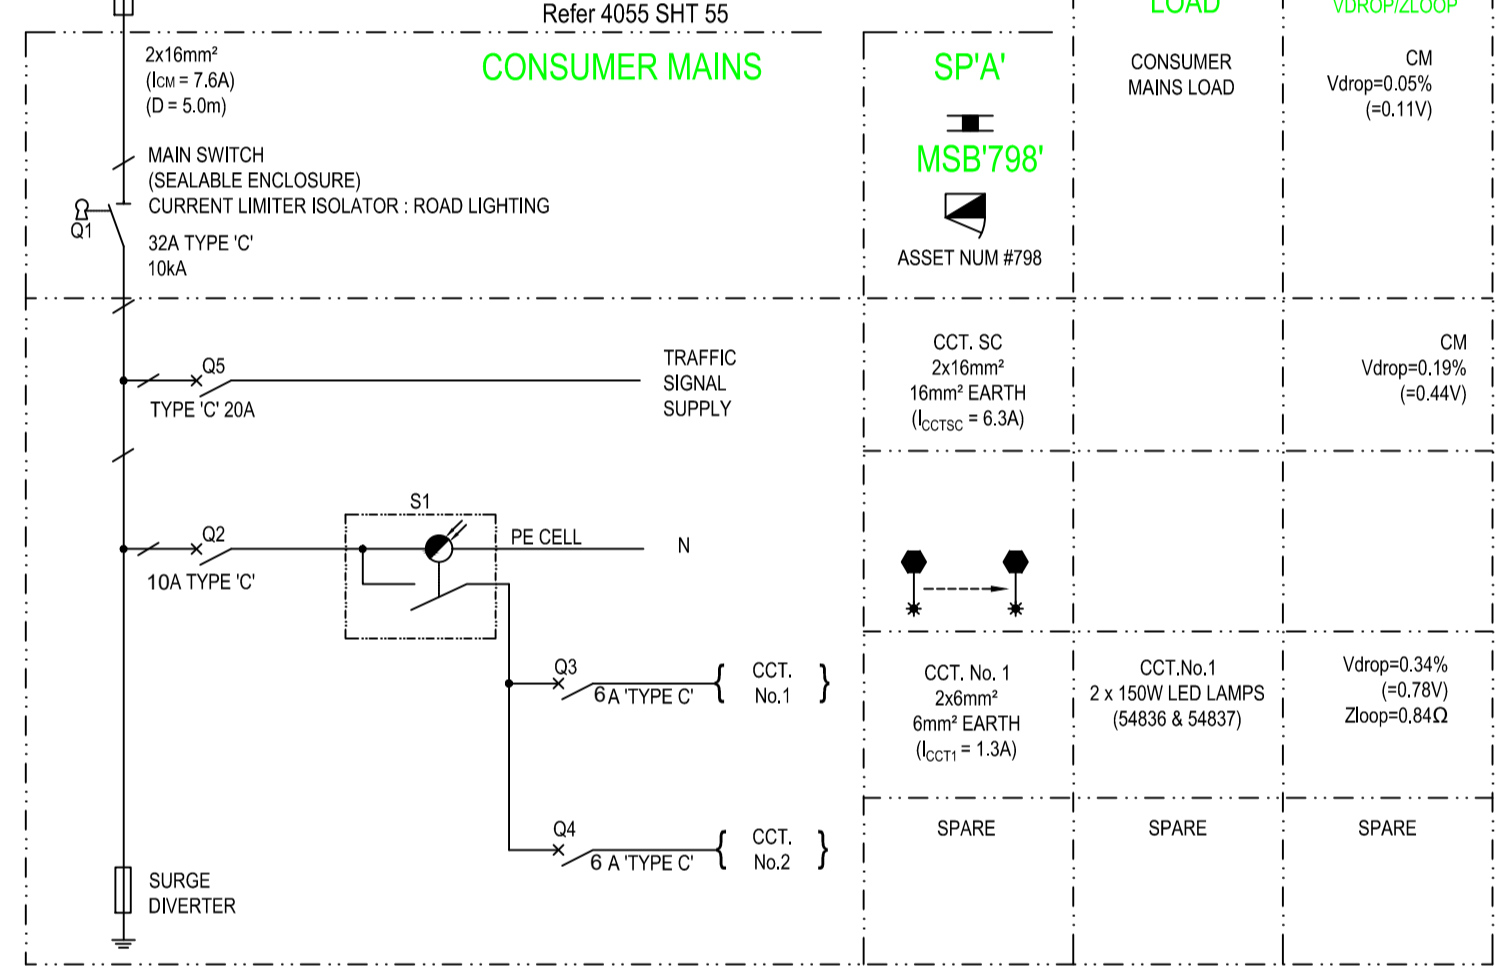 Refer 4055 SHT 55
LOAD
VDROP/ZLOOP
2x16mm²
(ICM = 7.6A)
(D = 5.0m)
CONSUMER MAINS
MAIN SWITCH
(SEALABLE ENCLOSURE)
CURRENT LIMITER ISOLATOR : ROAD LIGHTING
Q1
32A TYPE 'C'
10kA
SP'A'
MSB'798'
ASSET NUM #798
CONSUMER
MAINS LOAD
CM
Vdrop=0.05%
(=0.11V)
Q5
TYPE 'C' 20A
TRAFFIC
SIGNAL
SUPPLY
CCT. SC
2x16mm²
16mm² EARTH
(ICCTSC = 6.3A)
CM
Vdrop=0.19%
(=0.44V)
Q2
10A TYPE 'C'
S1
PE CELL
N
Q3
6A 'TYPE C'
{ CCT. }
No.1
CCT. No. 1
2x6mm²
6mm² EARTH
(ICCT1 = 1.3A)
CCT.No.1
2 x 150W LED LAMPS
(54836 & 54837)
Vdrop=0.34%
(=0.78V)
Zloop=0.84Ω
Q4
6 A 'TYPE C'
{ CCT. }
No.2
SPARE
SPARE
SPARE
SURGE
DIVERTER